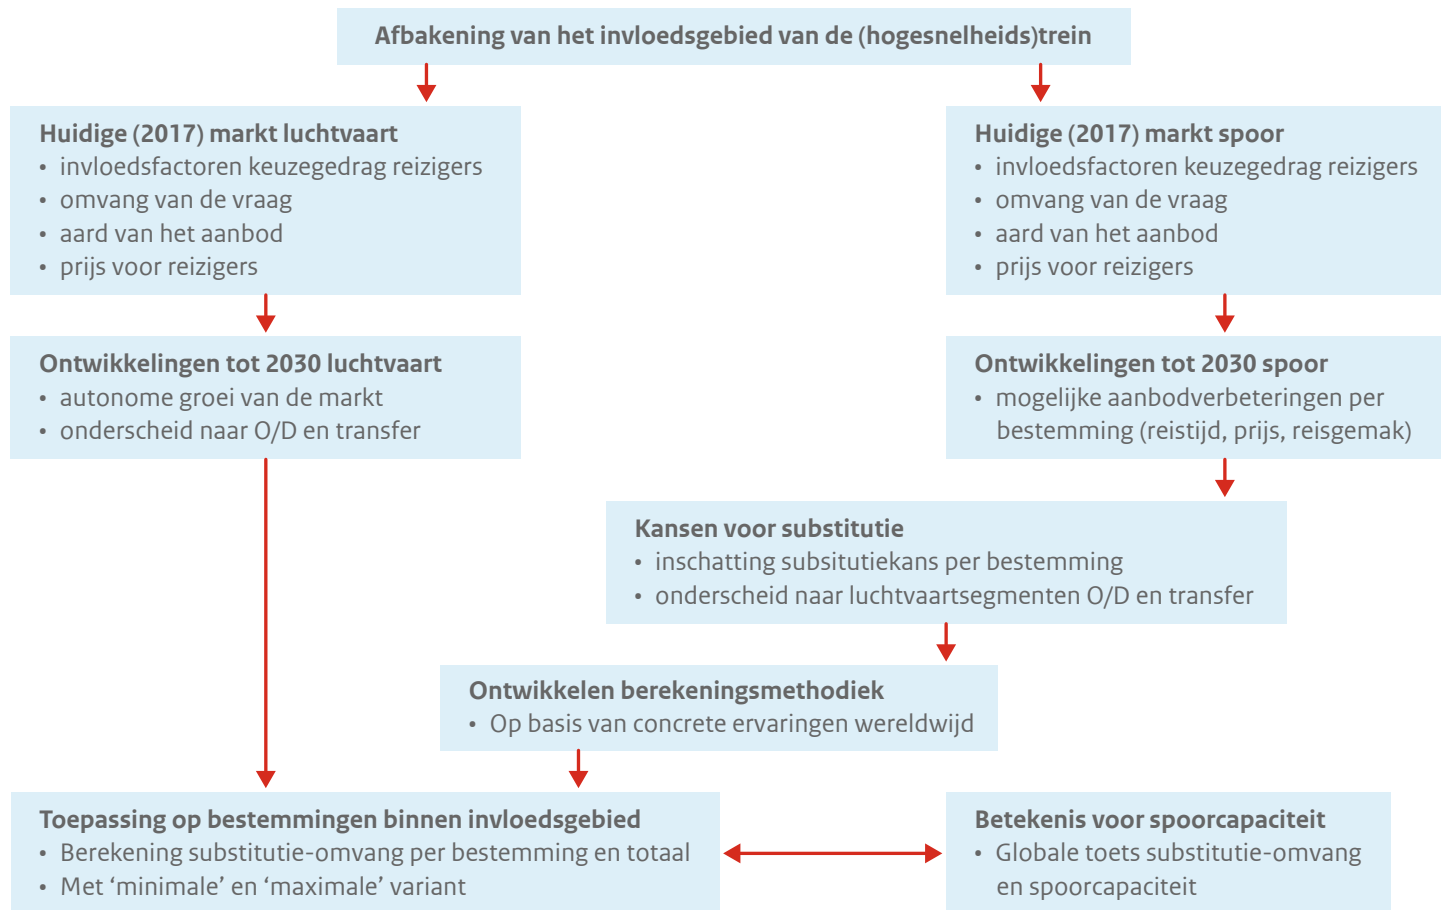 Afbakening van het invloedsgebied van de (hogesnelheids)trein
Huidige (2017) markt luchtvaart
• invloedsfactoren keuzegedrag reizigers
• omvang van de vraag
• aard van het aanbod
• prijs voor reizigers
Huidige (2017) markt spoor
• invloedsfactoren keuzegedrag reizigers
• omvang van de vraag
• aard van het aanbod
• prijs voor reizigers
Ontwikkelingen tot 2030 luchtvaart
• autonome groei van de markt
• onderscheid naar O/D en transfer
Ontwikkelingen tot 2030 spoor
• mogelijke aanbodverbeteringen per
bestemming (reistijd, prijs, reisgemak)
Kansen voor substitutie
• inschatting subsitutiekans per bestemming
• onderscheid naar luchtvaartsegmenten O/D en transfer
Ontwikkelen berekeningsmethodiek
• Op basis van concrete ervaringen wereldwijd
Toepassing op bestemmingen binnen invloedsgebied
• Berekening substitutie-omvang per bestemming en totaal
• Met ‘minimale’ en ‘maximale’ variant
Betekenis voor spoorcapaciteit
• Globale toets substitutie-omvang
en spoorcapaciteit